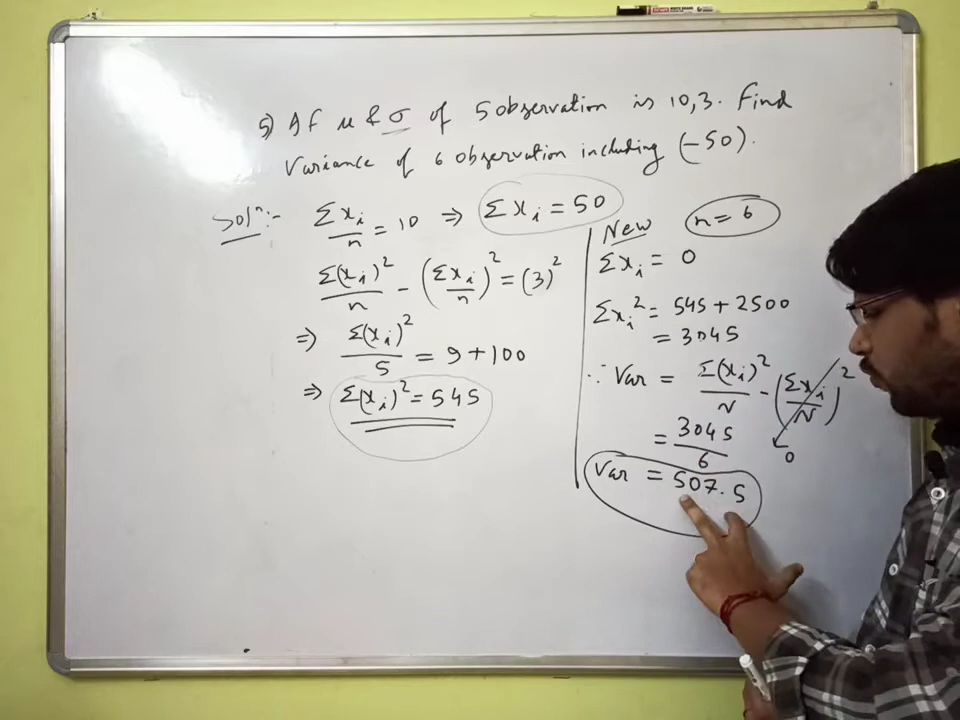 5) If μ & σ of 5 observation is 10,3. Find
Variance of 6 observation including (-50).
Solⁿ:-
Σxi/n = 10 ⇒ Σxi = 50
Σ(xi)²/n - (Σxi/n)² = (3)²
⇒ Σ(xi)²/5 = 9+100
⇒ Σ(xi)² = 545
New n=6
Σxi = 0
Σxi² = 545 + 2500
= 3045
∵ Var = Σ(xi)²/N - (Σxi/N)²
0
= 3045/6
Var = 507.5